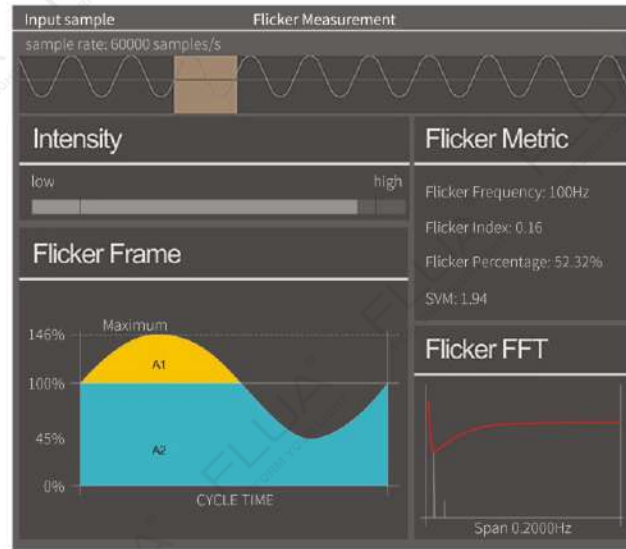 Input sample
Flicker Measurement
sample rate: 60000 samples/s
Intensity
low
high
Flicker Frame
146%
Maximum
A1
100%
45%
A2
0%
CYCLE TIME
Flicker Metric
Flicker Frequency: 100Hz
Flicker Index: 0.16
Flicker Percentage: 52.32%
SVM: 1.94
Flicker FFT
Span 0.2000Hz
FLUJA